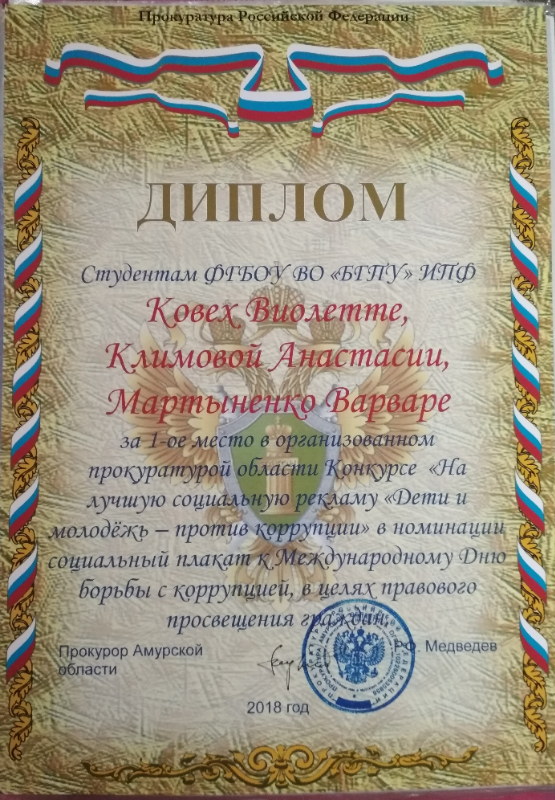 Прокуратура Российской Федерации
ДИПЛОМ
Студентам ФГБОУ ВО «БГПУ» ИПФ
Ковех Виолетте,
Климовой Анастасии,
Мартыненко Варваре
за 1-ое место в организованном
прокуратурой области Конкурсе «На
лучшую социальную рекламу «Дети и
молодёжь – против коррупции» в номинации
социальный плакат к Международному Дню
борьбы с коррупцией, в целях правового
просвещения граждан.
Прокурор Амурской
области
Р.Ф. Медведев
2018 год